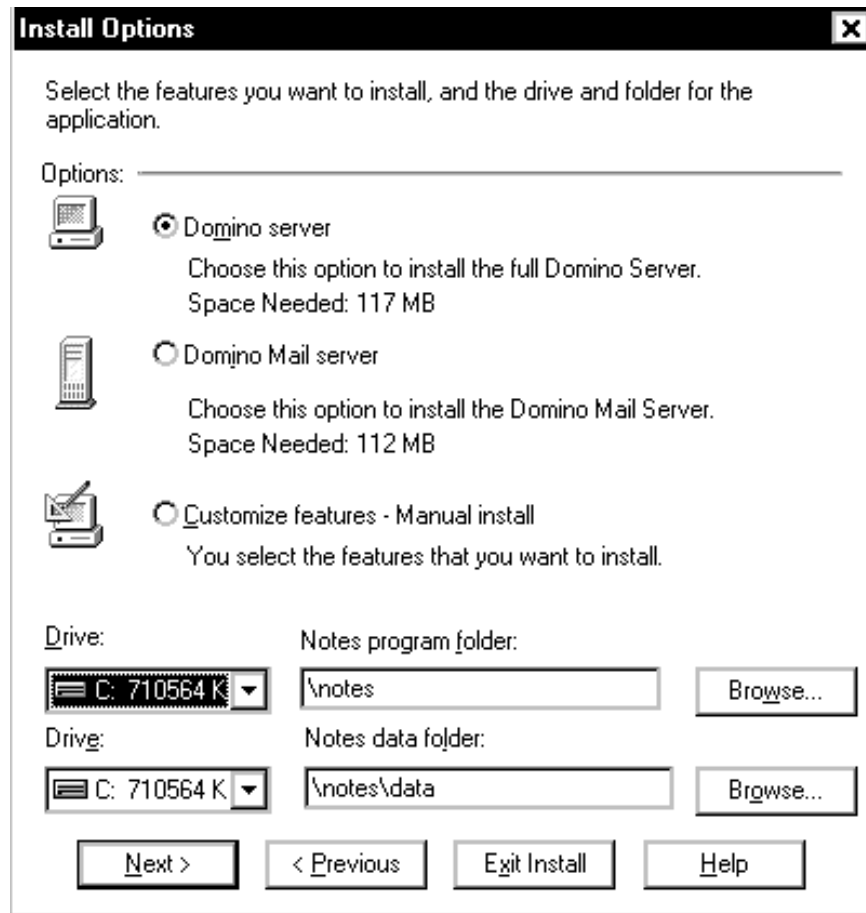 Install Options
Select the features you want to install, and the drive and folder for the
application.
Options:
Domino server
Choose this option to install the full Domino Server.
Space Needed: 117 MB
Domino Mail server
Choose this option to install the Domino Mail Server.
Space Needed: 112 MB
Customize features - Manual install
You select the features that you want to install.
Drive: Notes program folder:
C: 710564 K \notes Browse...
Drive: Notes data folder:
C: 710564 K \notes\data Browse...
Next > < Previous Exit Install Help